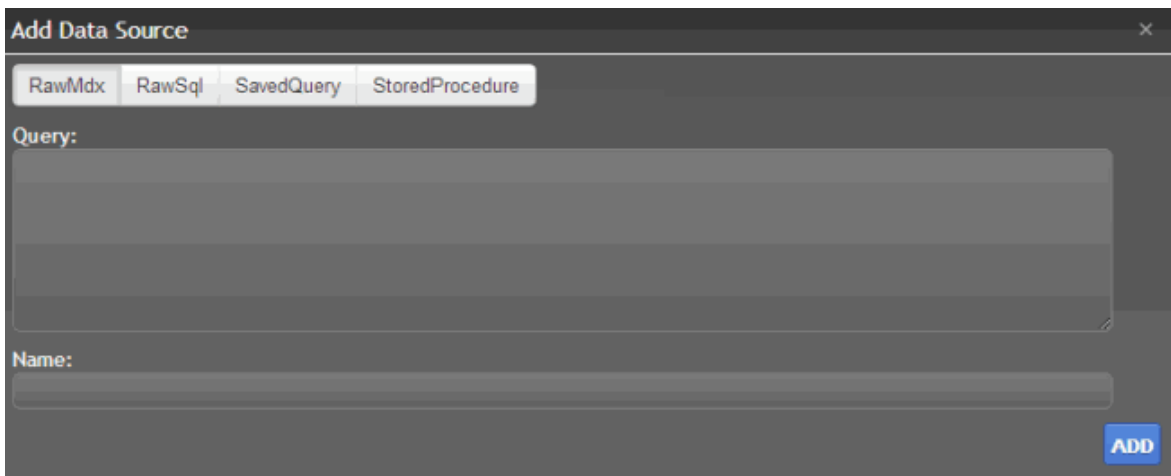 Add Data Source ×
RawMdx RawSql SavedQuery StoredProcedure
Query:
Name:
ADD